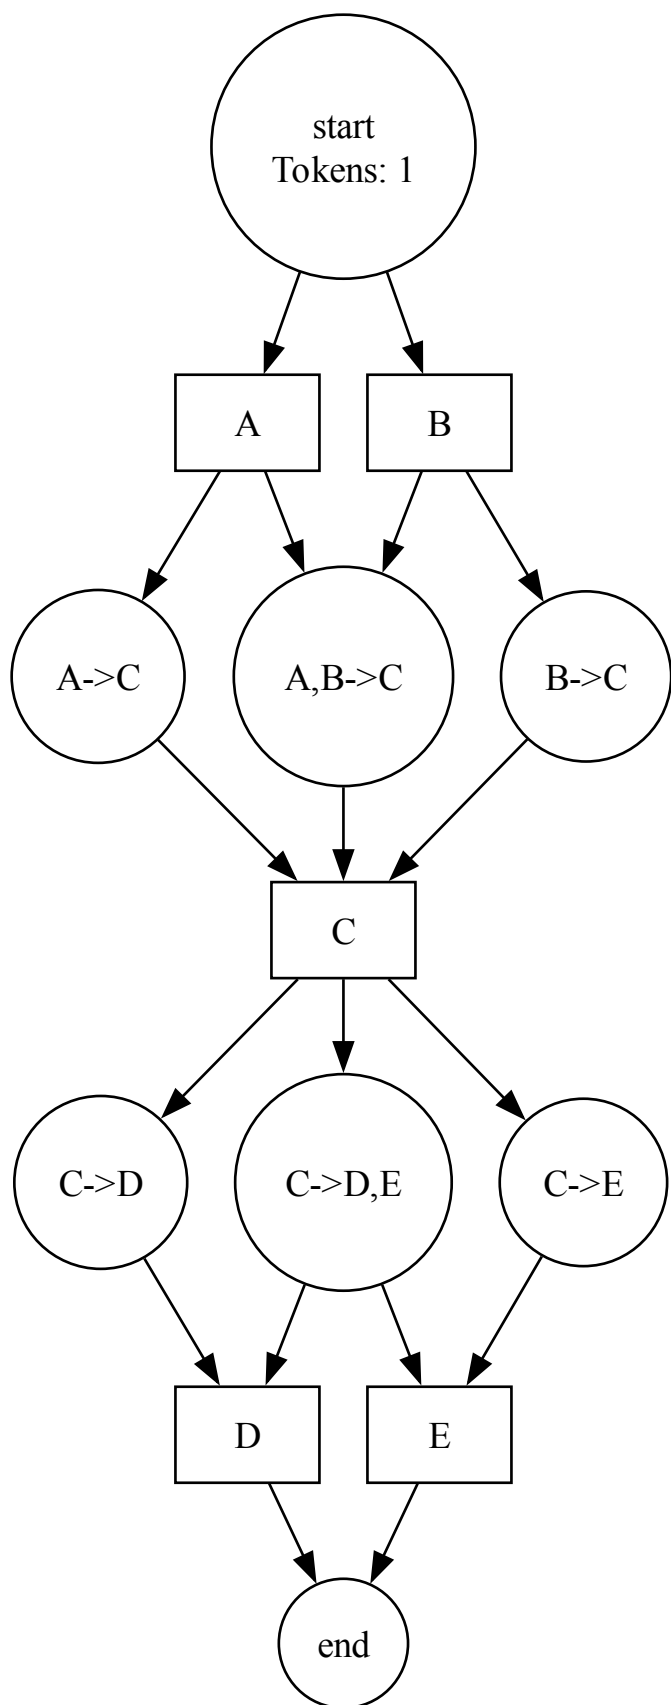 start
Tokens: 1
A
B
A->C
A,B->C
B->C
C
C->D
C->D,E
C->E
D
E
end